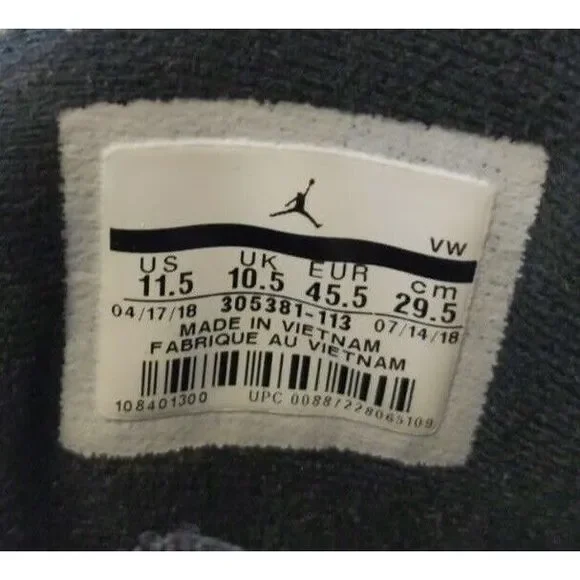 VW
US UK EUR cm
11.5 10.5 45.5 29.5
04/17/18 305381-113 07/14/18
MADE IN VIETNAM
FABRIQUE AU VIETNAM
108401300 UPC 00887228065109